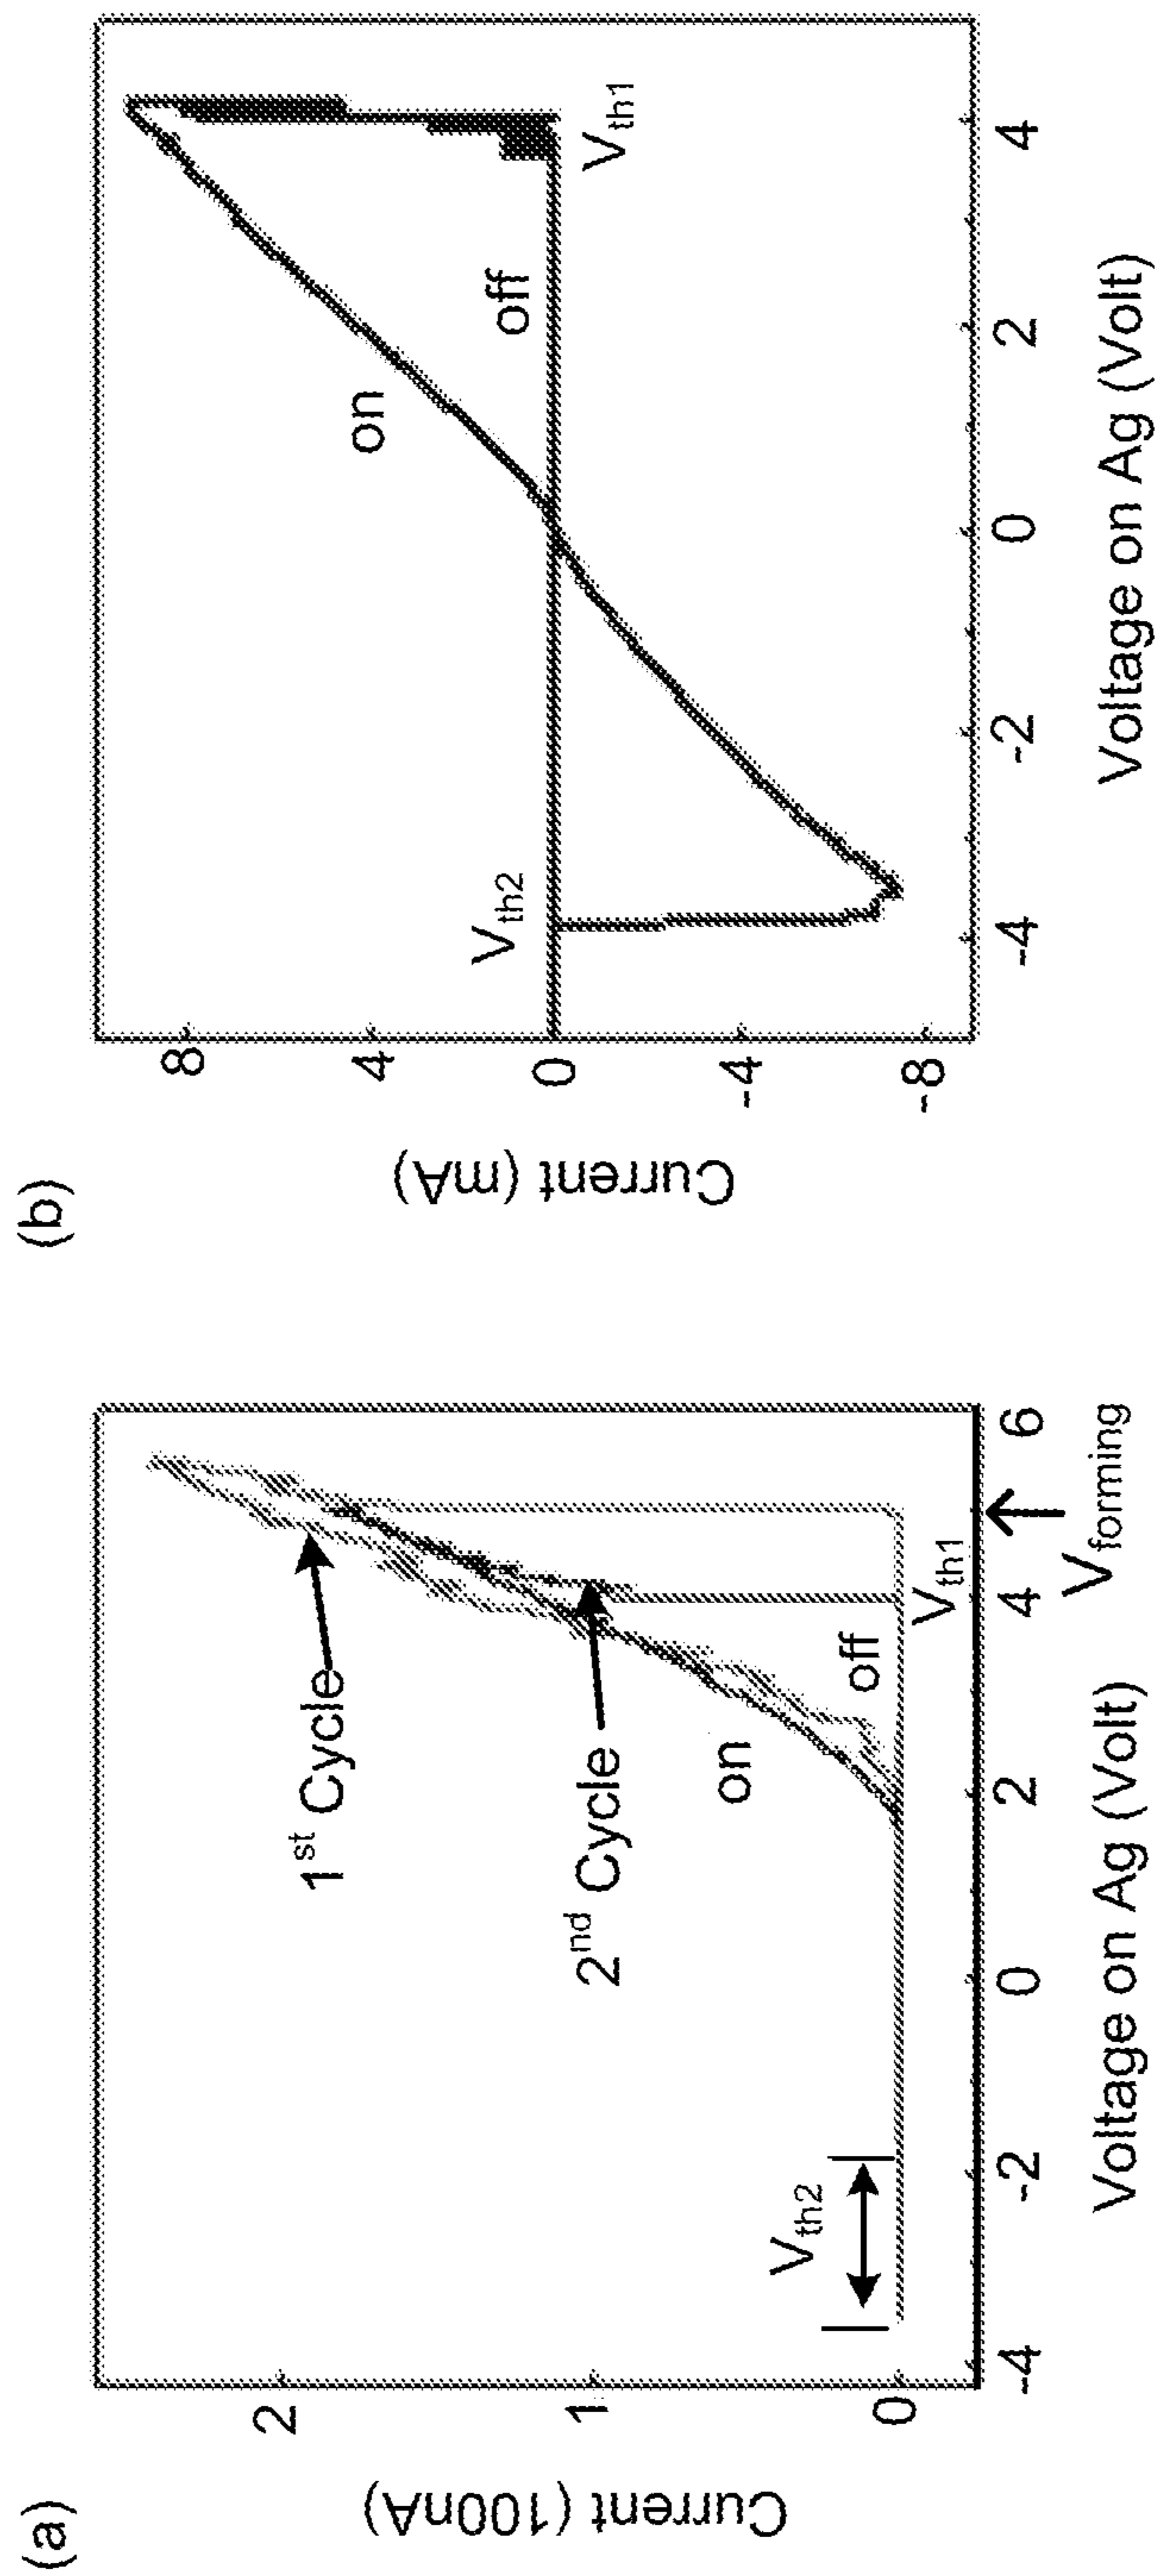 (a)
Current (100nA)
2
1
0
1st Cycle
2nd Cycle
on
off
Vth2
Vth1
-4
-2
0
2
4
6
Vforming
Voltage on Ag (Volt)
(b)
Current (mA)
8
4
0
-4
-8
on
off
Vth2
Vth1
-4
-2
0
2
4
Voltage on Ag (Volt)